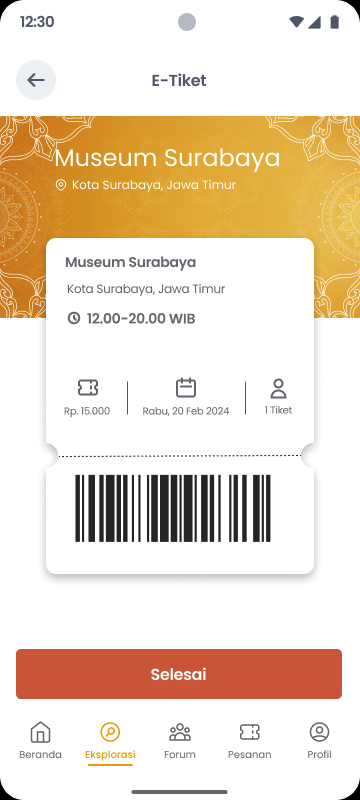 12:30
E-Tiket
Museum Surabaya
Kota Surabaya, Jawa Timur
Museum Surabaya
Kota Surabaya, Jawa Timur
12.00-20.00 WIB
Rp. 15.000
Rabu, 20 Feb 2024
1 Tiket
Selesai
Beranda
Eksplorasi
Forum
Pesanan
Profil